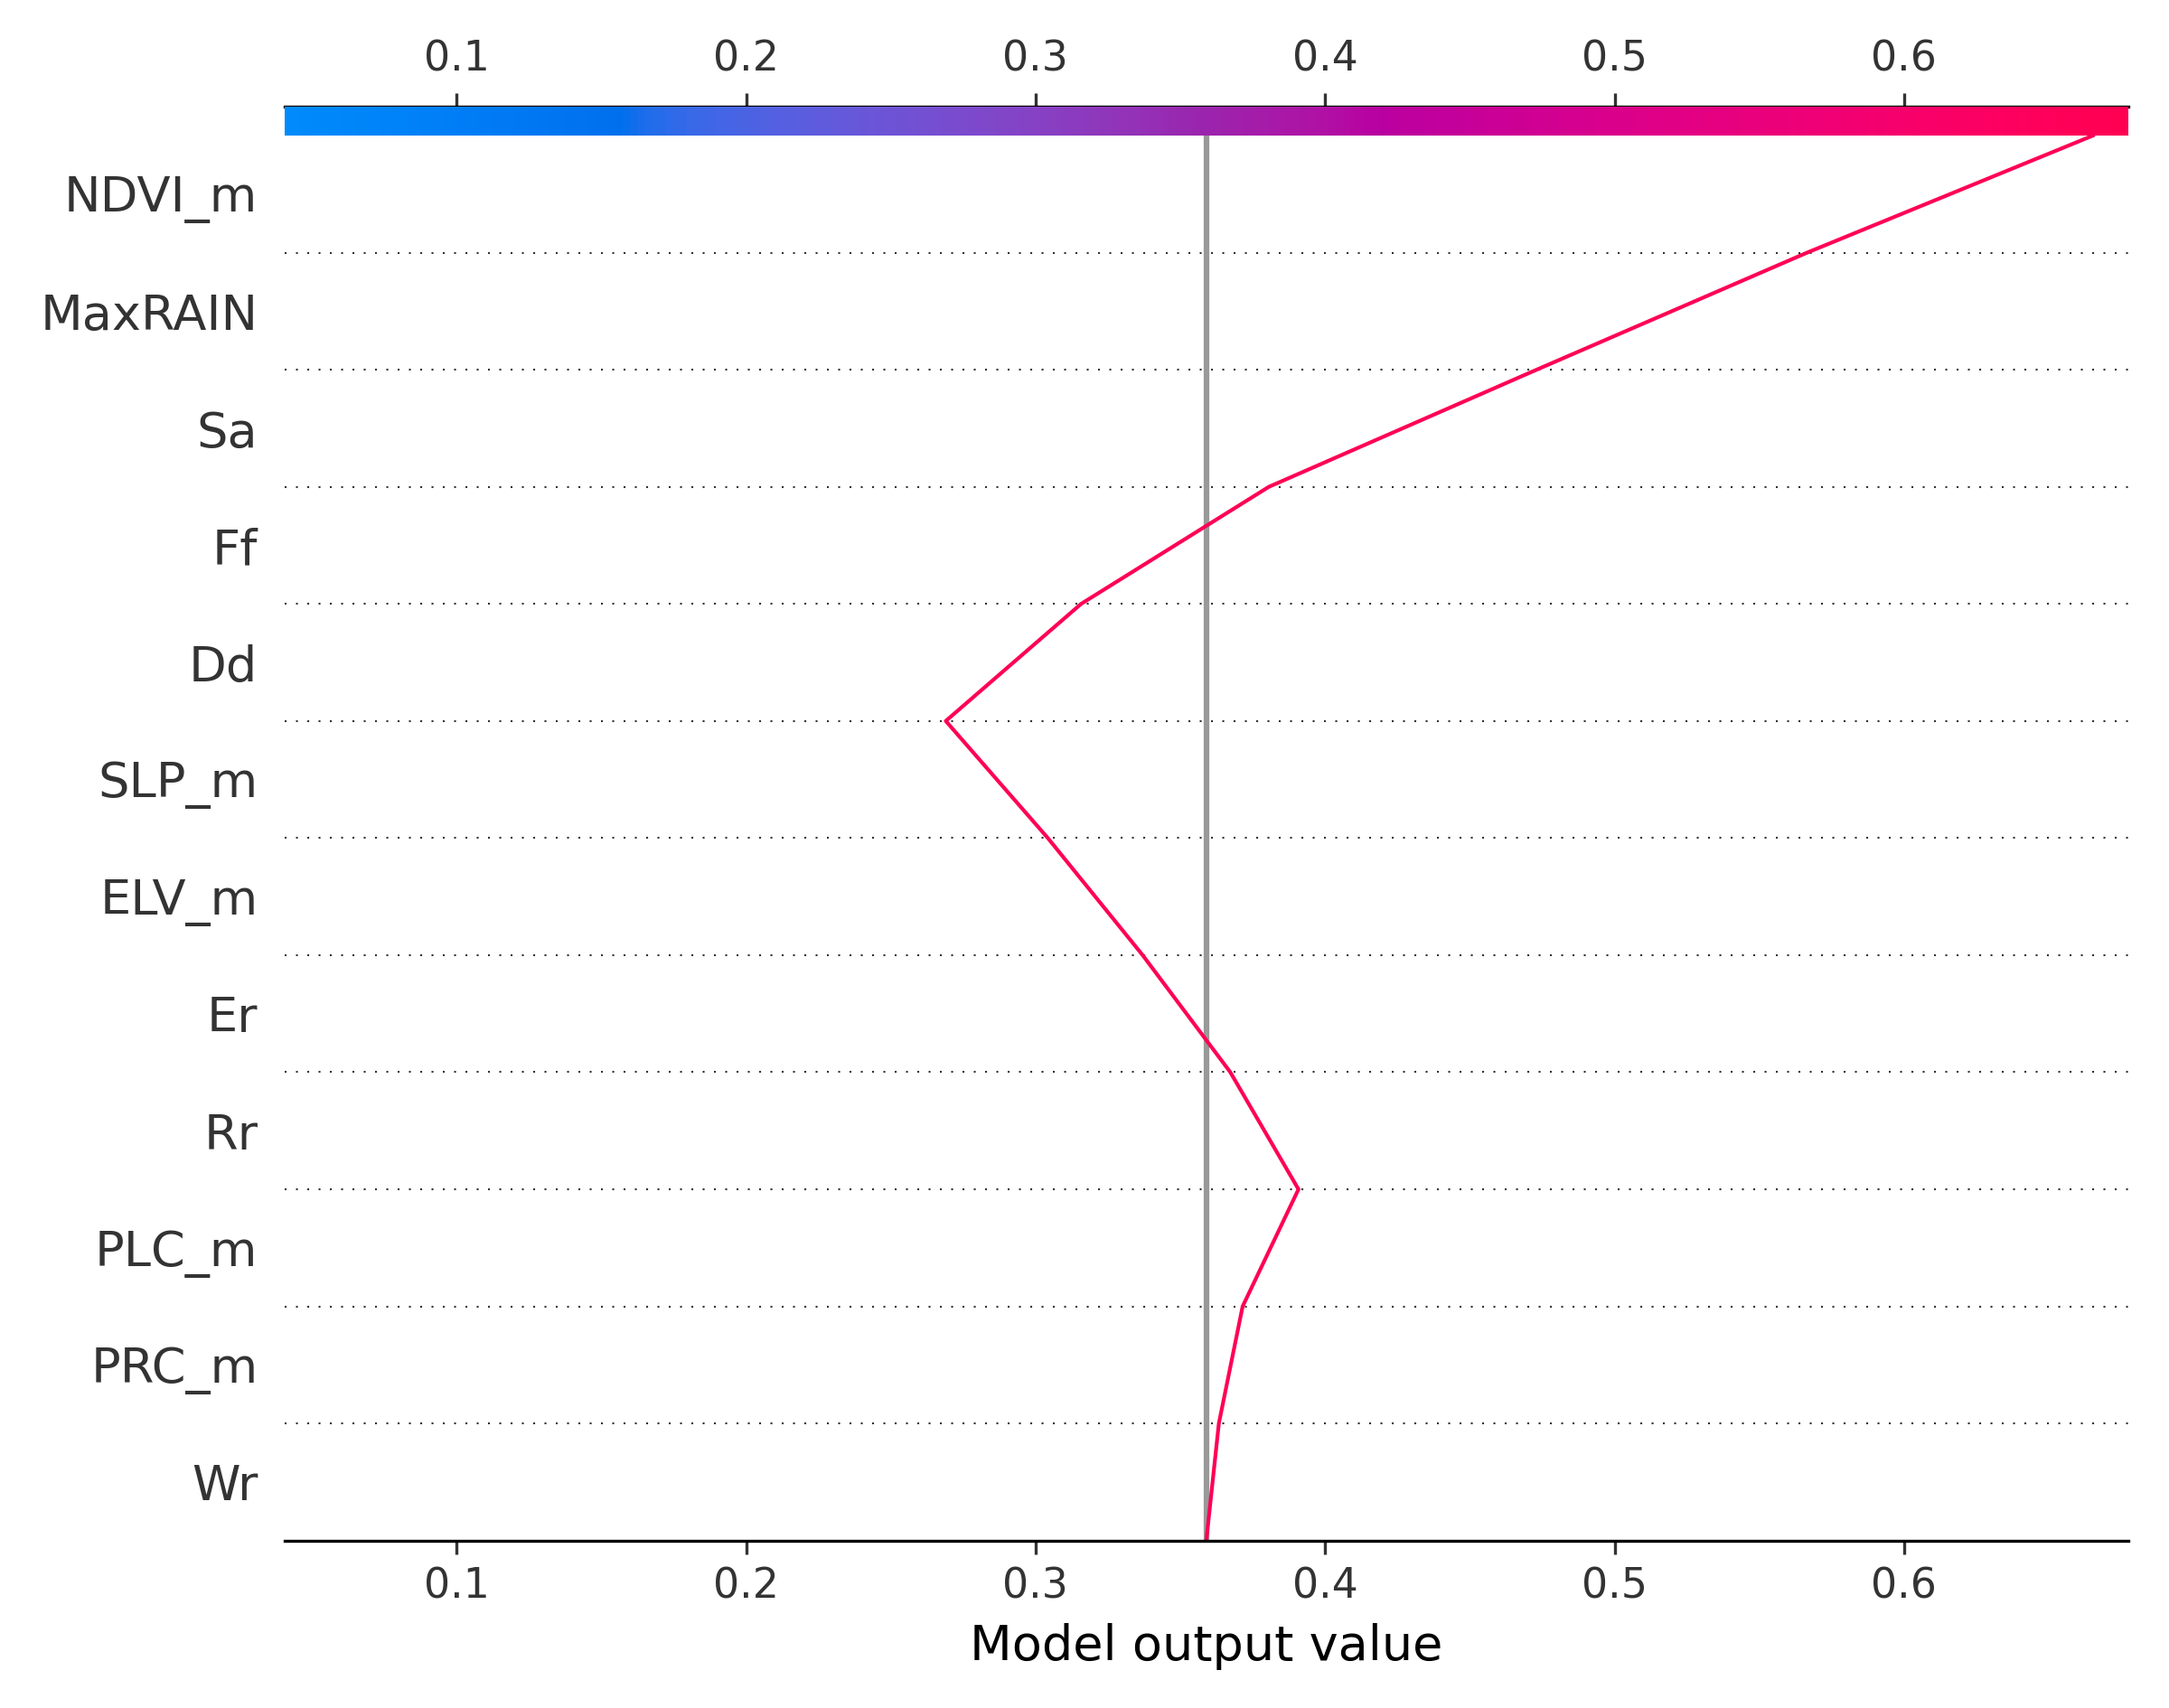 0.1 0.2 0.3 0.4 0.5 0.6
NDVI_m
MaxRAIN
Sa
Ff
Dd
SLP_m
ELV_m
Er
Rr
PLC_m
PRC_m
Wr
0.1 0.2 0.3 0.4 0.5 0.6
Model output value